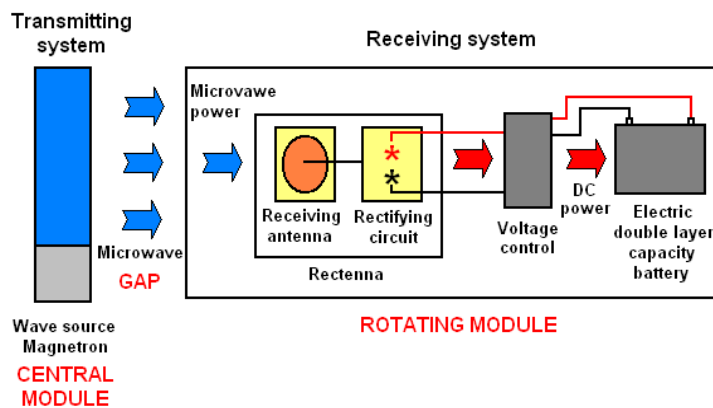 Transmitting
system
Receiving system
Microvawe
power
Receiving
antenna
Rectifying
circuit
Rectenna
Voltage
control
DC
power
Electric
double layer
capacity
battery
Microwave
GAP
Wave source
Magnetron
CENTRAL
MODULE
ROTATING MODULE